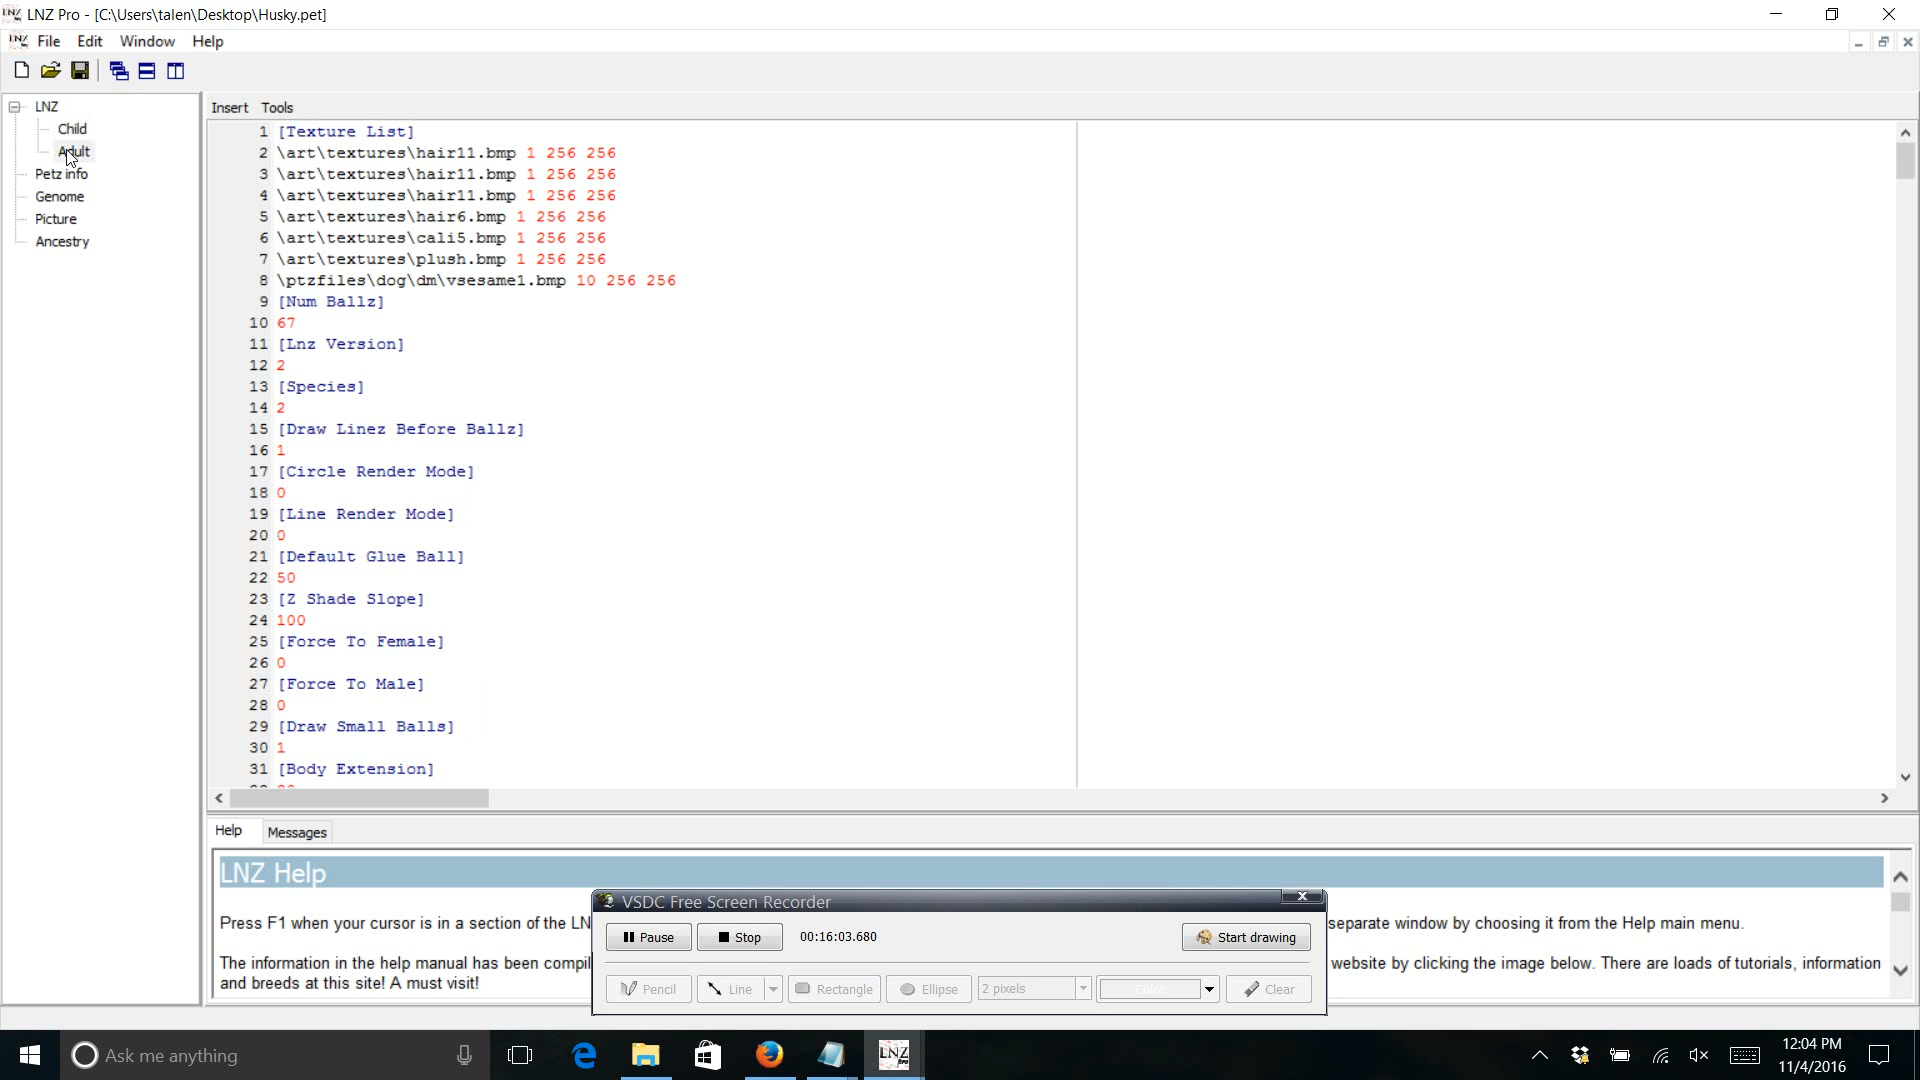 LNZ Pro - [C:\Users\talen\Desktop\Husky.pet]
File Edit Window Help
LNZ
Child
Adult
Petz info
Genome
Picture
Ancestry
Insert Tools
1 [Texture List]
2 \art\textures\hair11.bmp 1 256 256
3 \art\textures\hair11.bmp 1 256 256
4 \art\textures\hair11.bmp 1 256 256
5 \art\textures\hair6.bmp 1 256 256
6 \art\textures\cali5.bmp 1 256 256
7 \art\textures\plush.bmp 1 256 256
8 \ptzfiles\dog\dm\vsesame1.bmp 10 256 256
9 [Num Ballz]
10 67
11 [Lnz Version]
12 2
13 [Species]
14 2
15 [Draw Linez Before Ballz]
16 1
17 [Circle Render Mode]
18 0
19 [Line Render Mode]
20 0
21 [Default Glue Ball]
22 50
23 [Z Shade Slope]
24 100
25 [Force To Female]
26 0
27 [Force To Male]
28 0
29 [Draw Small Balls]
30 1
31 [Body Extension]
Help Messages
LNZ Help
Press F1 when your cursor is in a section of the LN
separate window by choosing it from the Help main menu.
The information in the help manual has been compil
website by clicking the image below. There are loads of tutorials, information
and breeds at this site! A must visit!
VSDC Free Screen Recorder
Pause Stop 00:16:03.680 Start drawing
Pencil Line Rectangle Ellipse 2 pixels Color Clear
Ask me anything
LNZ pro
12:04 PM
11/4/2016